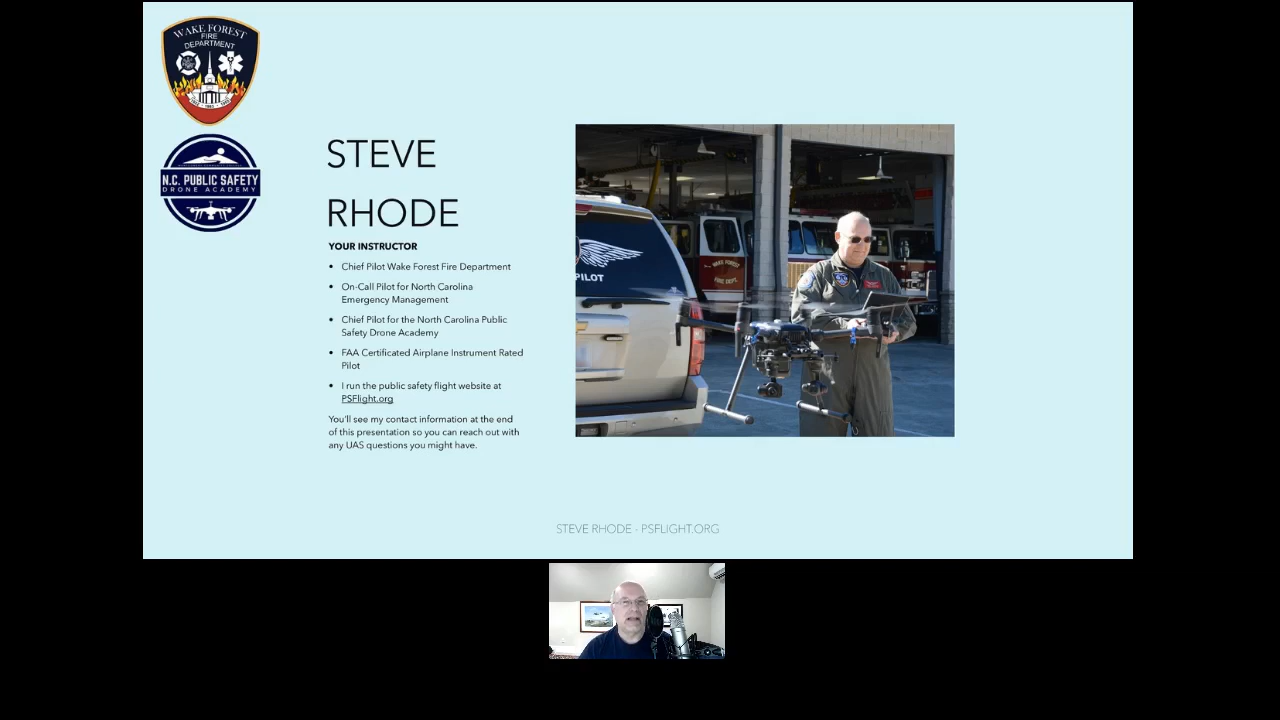 WAKE FOREST
FIRE
DEPARTMENT
N.C. PUBLIC SAFETY
DRONE ACADEMY
STEVE
RHODE
YOUR INSTRUCTOR
• Chief Pilot Wake Forest Fire Department
• On-Call Pilot for North Carolina
Emergency Management
• Chief Pilot for the North Carolina Public
Safety Drone Academy
• FAA Certificated Airplane Instrument Rated
Pilot
• I run the public safety flight website at
PSFlight.org
You'll see my contact information at the end
of this presentation so you can reach out with
any UAS questions you might have.
PILOT
WAKE FOREST
FIRE DEPT.
STEVE RHODE - PSFLIGHT.ORG